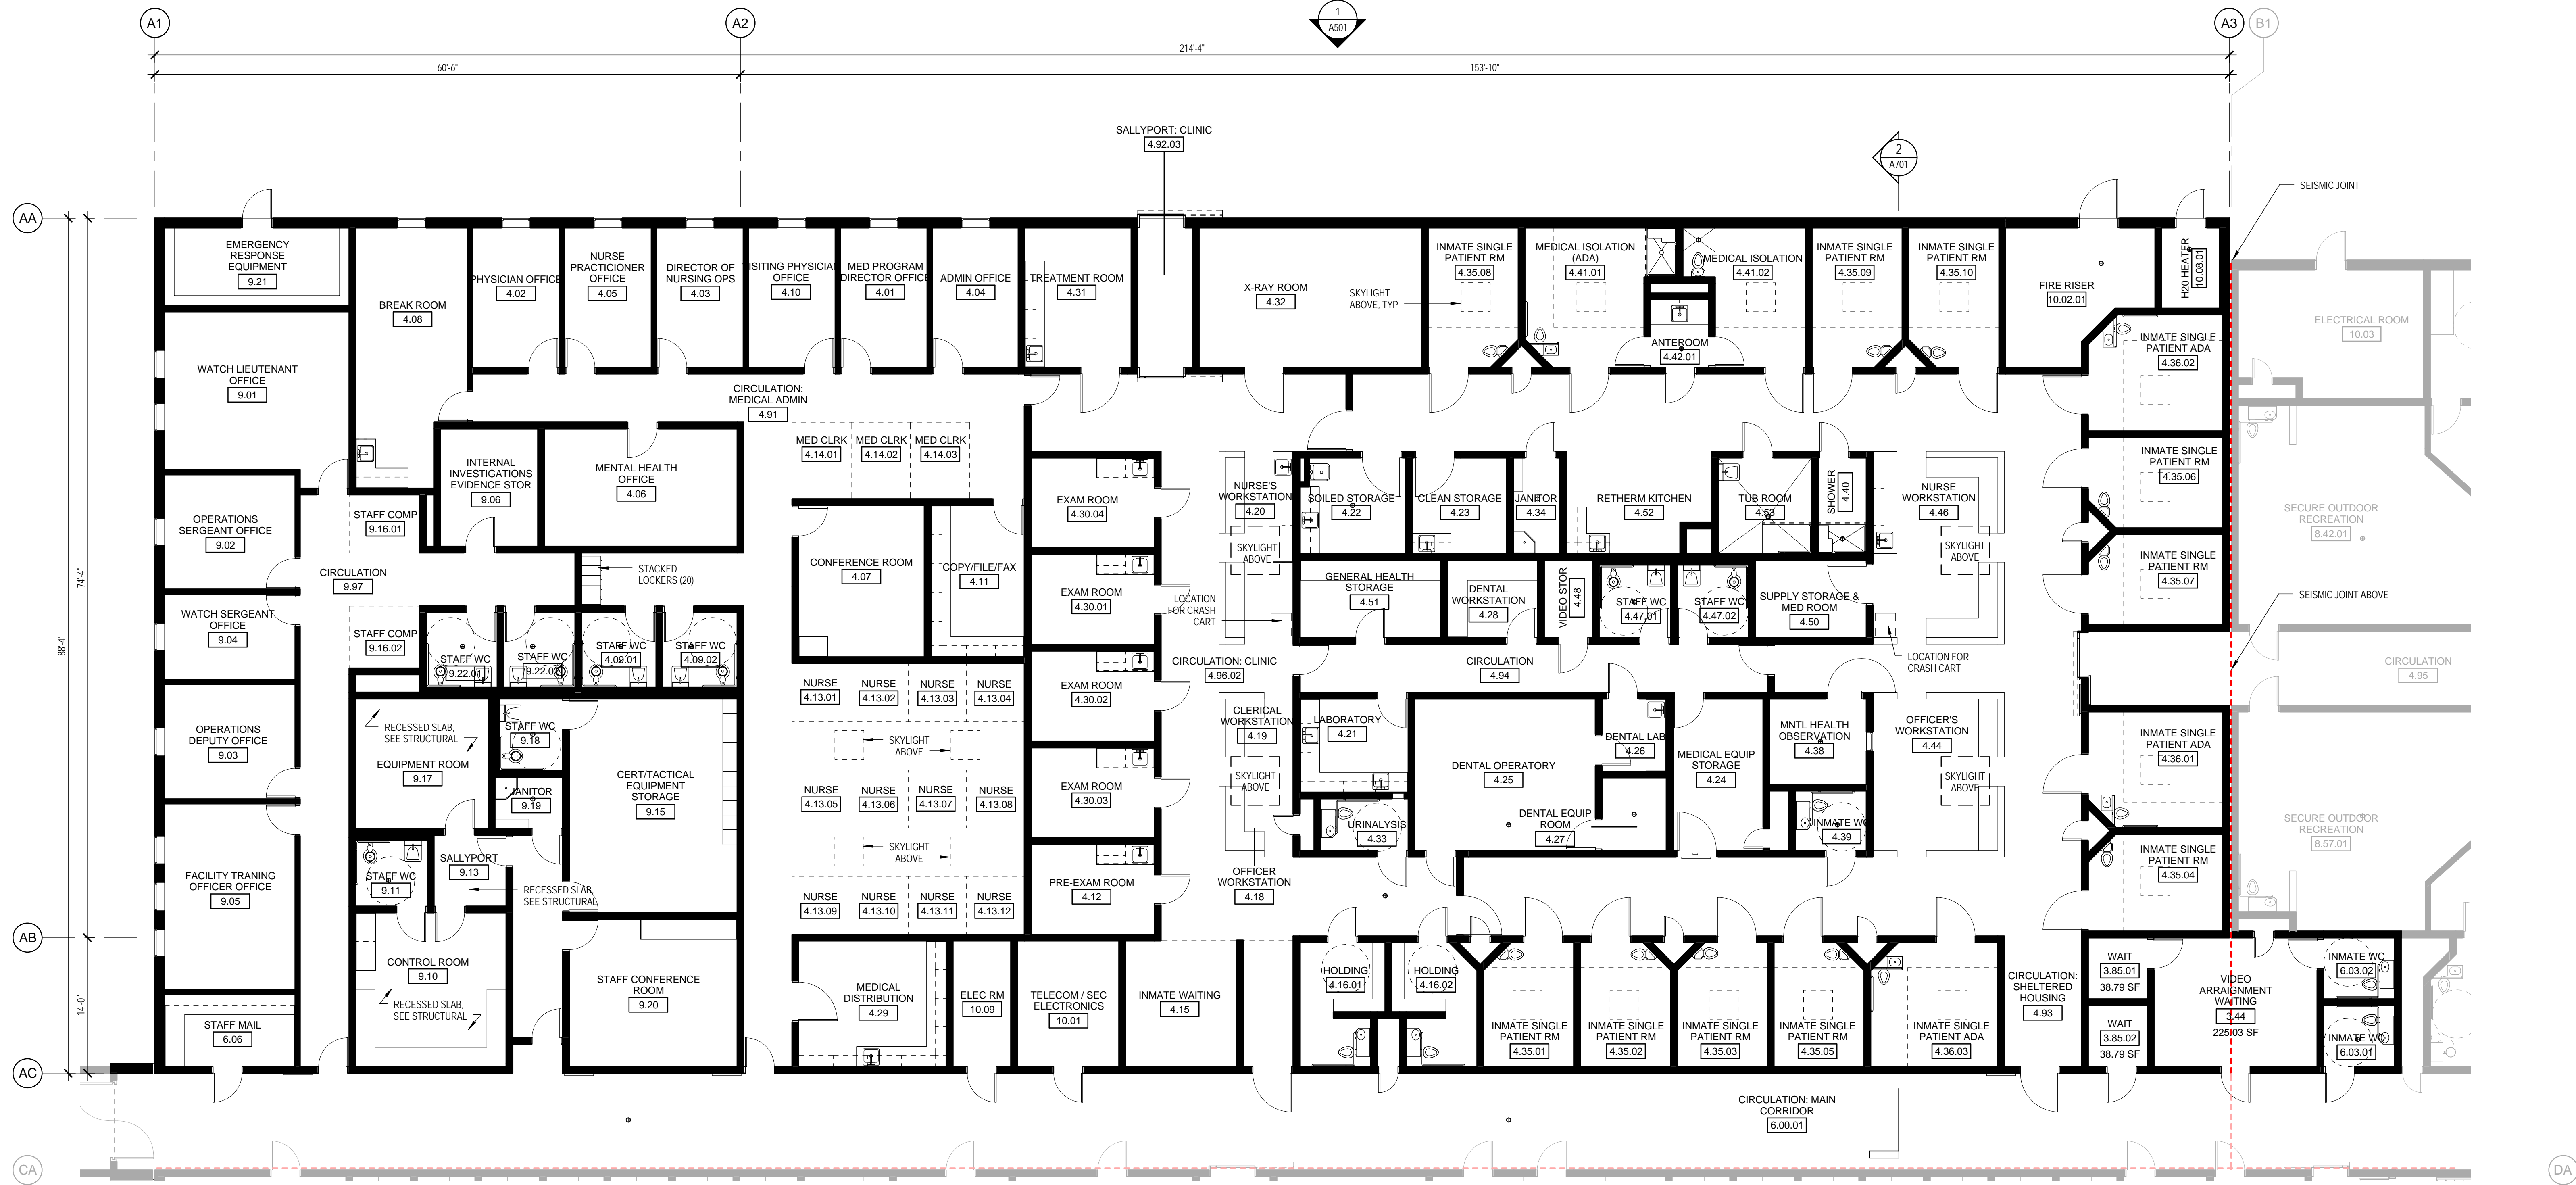 A1
A2
1
A501
A3
B1
214'-4"
60'-6"
153'-10"
SALLYPORT: CLINIC
4.92.03
2
A701
SEISMIC JOINT
AA
EMERGENCY
RESPONSE
EQUIPMENT
9.21
BREAK ROOM
4.08
PHYSICIAN OFFICE
4.02
NURSE
PRACTITIONER
OFFICE
4.05
DIRECTOR OF
NURSING OPS
4.03
VISITING PHYSICIAN
OFFICE
4.10
MED PROGRAM
DIRECTOR OFFICE
4.01
ADMIN OFFICE
4.04
TREATMENT ROOM
4.31
X-RAY ROOM
4.32
SKYLIGHT
ABOVE, TYP
INMATE SINGLE
PATIENT RM
4.35.08
MEDICAL ISOLATION
(ADA)
4.41.01
MEDICAL ISOLATION
4.41.02
ANTEROOM
4.42.01
INMATE SINGLE
PATIENT RM
4.35.09
INMATE SINGLE
PATIENT RM
4.35.10
FIRE RISER
10.02.01
H20 HEATER
10.08.01
ELECTRICAL ROOM
10.03
INMATE SINGLE
PATIENT ADA
4.36.02
WATCH LIEUTENANT
OFFICE
9.01
CIRCULATION:
MEDICAL ADMIN
4.91
MED CLRK
4.14.01
MED CLRK
4.14.02
MED CLRK
4.14.03
INTERNAL
INVESTIGATIONS
EVIDENCE STOR
9.06
MENTAL HEALTH
OFFICE
4.06
OPERATIONS
SERGEANT OFFICE
9.02
STAFF COMP
9.16.01
CIRCULATION
9.97
STACKED
LOCKERS (20)
CONFERENCE ROOM
4.07
COPY/FILE/FAX
4.11
EXAM ROOM
4.30.04
NURSE'S
WORKSTATION
4.20
SKYLIGHT
ABOVE
SOILED STORAGE
4.22
CLEAN STORAGE
4.23
JANITOR
4.34
RETHERM KITCHEN
4.52
TUB ROOM
4.53
SHOWER
4.40
NURSE
WORKSTATION
4.46
SKYLIGHT
ABOVE
INMATE SINGLE
PATIENT RM
4.35.06
INMATE SINGLE
PATIENT RM
4.35.07
SECURE OUTDOOR
RECREATION
8.42.01
74'-4"
88'-4"
14'-0"
WATCH SERGEANT
OFFICE
9.04
STAFF COMP
9.16.02
STAFF WC
9.22.01
STAFF WC
9.22.02
STAFF WC
4.09.01
STAFF WC
4.09.02
EXAM ROOM
4.30.01
LOCATION
FOR CRASH
CART
GENERAL HEALTH
STORAGE
4.51
DENTAL
WORKSTATION
4.28
VIDEO STOR
4.48
STAFF WC
4.47.01
STAFF WC
4.47.02
SUPPLY STORAGE &
MED ROOM
4.50
LOCATION FOR
CRASH CART
SEISMIC JOINT ABOVE
CIRCULATION: CLINIC
4.96.02
CIRCULATION
4.94
CIRCULATION
4.95
OPERATIONS
DEPUTY OFFICE
9.03
RECESSED SLAB,
SEE STRUCTURAL
EQUIPMENT ROOM
9.17
STAFF WC
9.18
JANITOR
9.19
CERT/TACTICAL
EQUIPMENT
STORAGE
9.15
NURSE
4.13.01
NURSE
4.13.02
NURSE
4.13.03
NURSE
4.13.04
SKYLIGHT
ABOVE
NURSE
4.13.05
NURSE
4.13.06
NURSE
4.13.07
NURSE
4.13.08
SKYLIGHT
ABOVE
NURSE
4.13.09
NURSE
4.13.10
NURSE
4.13.11
NURSE
4.13.12
EXAM ROOM
4.30.02
EXAM ROOM
4.30.03
PRE-EXAM ROOM
4.12
CLERICAL
WORKSTATION
4.19
SKYLIGHT
ABOVE
OFFICER
WORKSTATION
4.18
LABORATORY
4.21
URINALYSIS
4.33
DENTAL OPERATORY
4.25
DENTAL LAB
4.26
DENTAL EQUIP
ROOM
4.27
MEDICAL EQUIP
STORAGE
4.24
MNTL HEALTH
OBSERVATION
4.38
INMATE WC
4.39
OFFICER'S
WORKSTATION
4.44
SKYLIGHT
ABOVE
INMATE SINGLE
PATIENT ADA
4.36.01
INMATE SINGLE
PATIENT RM
4.35.04
SECURE OUTDOOR
RECREATION
8.57.01
FACILITY TRANING
OFFICER OFFICE
9.05
STAFF WC
9.11
SALLYPORT
9.13
RECESSED SLAB,
SEE STRUCTURAL
AB
CONTROL ROOM
9.10
RECESSED SLAB,
SEE STRUCTURAL
STAFF CONFERENCE
ROOM
9.20
MEDICAL
DISTRIBUTION
4.29
ELEC RM
10.09
TELECOM / SEC
ELECTRONICS
10.01
INMATE WAITING
4.15
HOLDING
4.16.01
HOLDING
4.16.02
INMATE SINGLE
PATIENT RM
4.35.01
INMATE SINGLE
PATIENT RM
4.35.02
INMATE SINGLE
PATIENT RM
4.35.03
INMATE SINGLE
PATIENT RM
4.35.05
INMATE SINGLE
PATIENT ADA
4.36.03
CIRCULATION:
SHELTERED
HOUSING
4.93
WAIT
3.85.01
38.79 SF
WAIT
3.85.02
38.79 SF
VIDEO
ARRAIGNMENT
WAITING
3.44
225.03 SF
INMATE WC
6.03.02
INMATE WC
6.03.01
STAFF MAIL
6.06
AC
CIRCULATION: MAIN
CORRIDOR
6.00.01
CA
DA